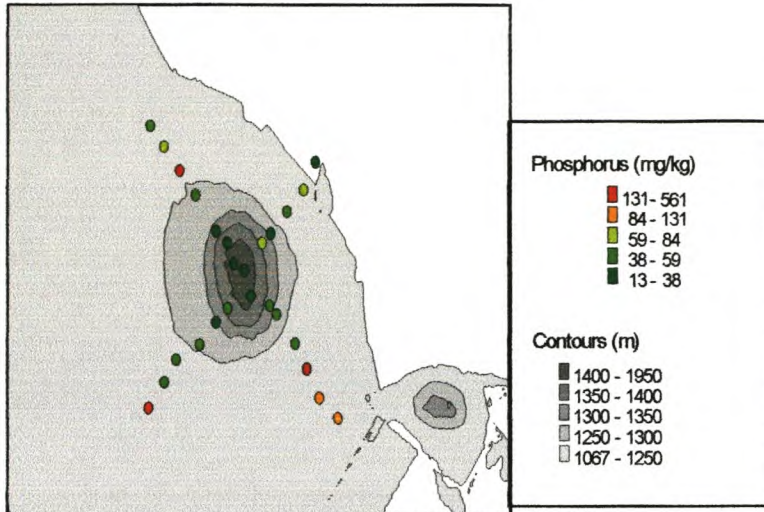 Phosphorus (mg/kg)
131 - 561
84 - 131
59 - 84
38 - 59
13 - 38
Contours (m)
1400 - 1950
1350 - 1400
1300 - 1350
1250 - 1300
1067 - 1250